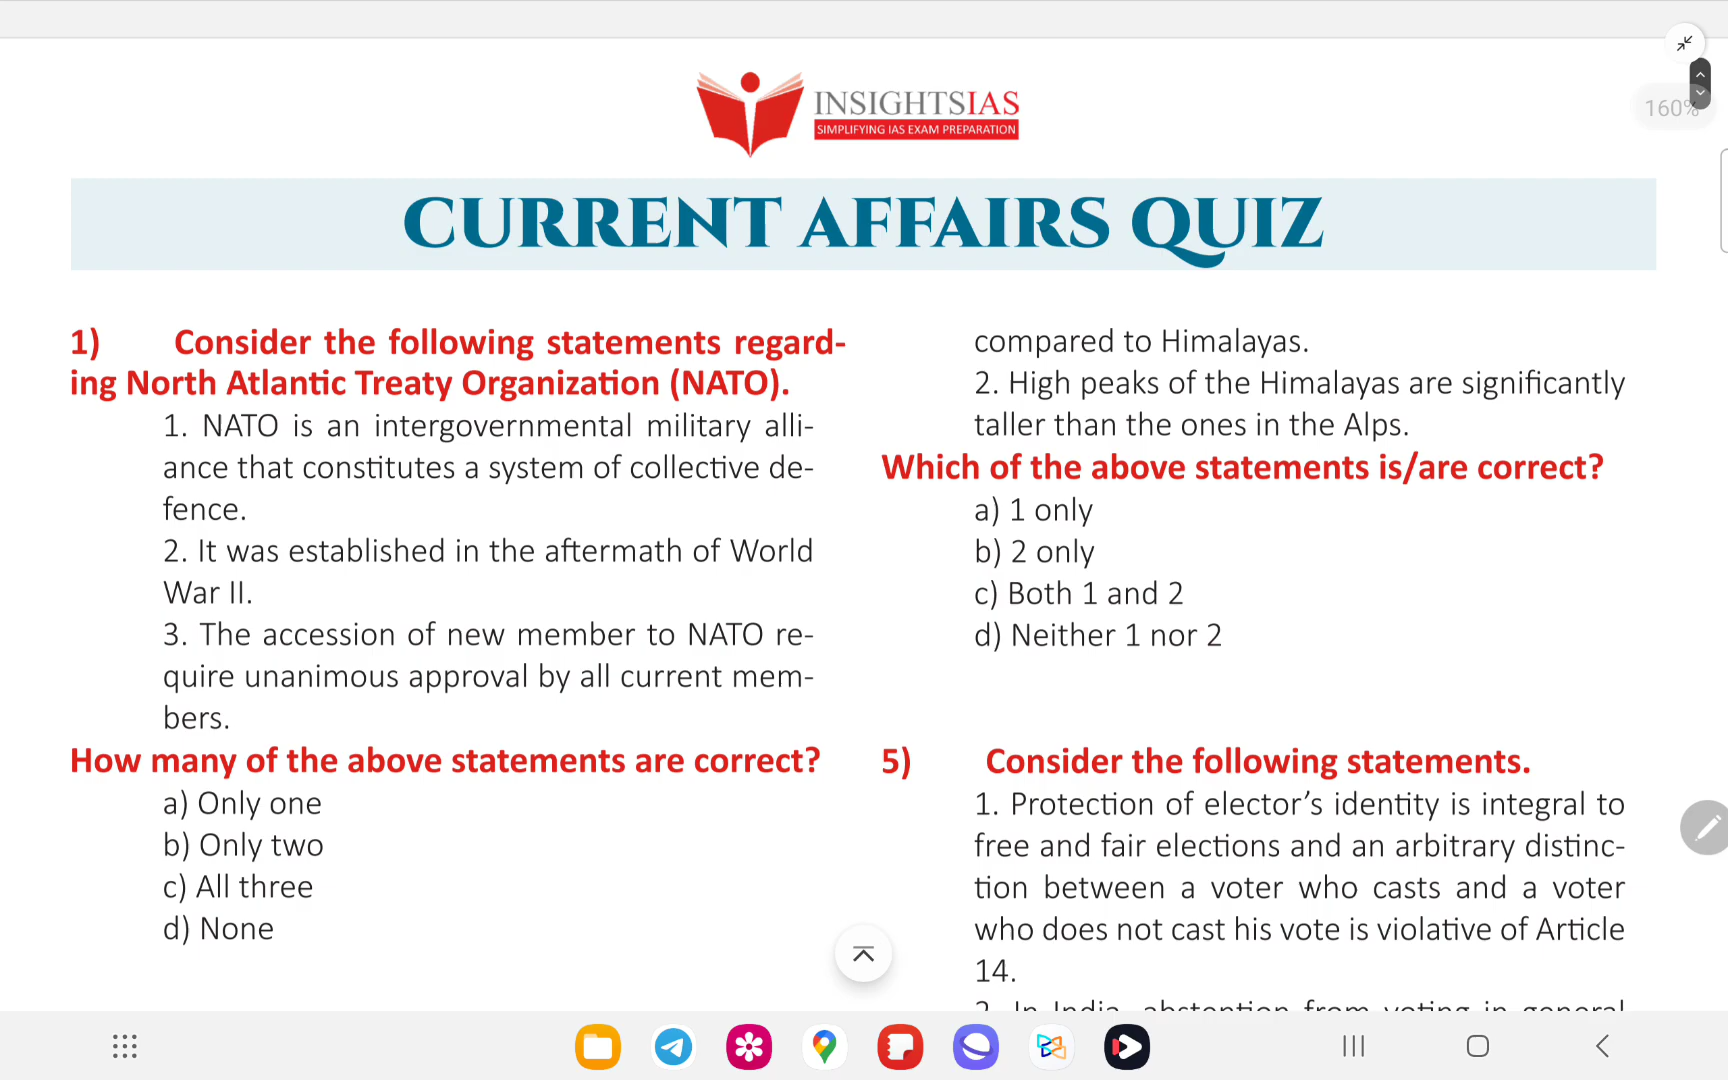 INSIGHTSIAS
SIMPLIFYING IAS EXAM PREPARATION
160%
CURRENT AFFAIRS QUIZ
1) Consider the following statements regard-
ing North Atlantic Treaty Organization (NATO).
1. NATO is an intergovernmental military alli-
ance that constitutes a system of collective de-
fence.
2. It was established in the aftermath of World
War II.
3. The accession of new member to NATO re-
quire unanimous approval by all current mem-
bers.
How many of the above statements are correct?
a) Only one
b) Only two
c) All three
d) None
compared to Himalayas.
2. High peaks of the Himalayas are significantly
taller than the ones in the Alps.
Which of the above statements is/are correct?
a) 1 only
b) 2 only
c) Both 1 and 2
d) Neither 1 nor 2
5) Consider the following statements.
1. Protection of elector’s identity is integral to
free and fair elections and an arbitrary distinc-
tion between a voter who casts and a voter
who does not cast his vote is violative of Article
14.
2. In India, abstention from voting in general